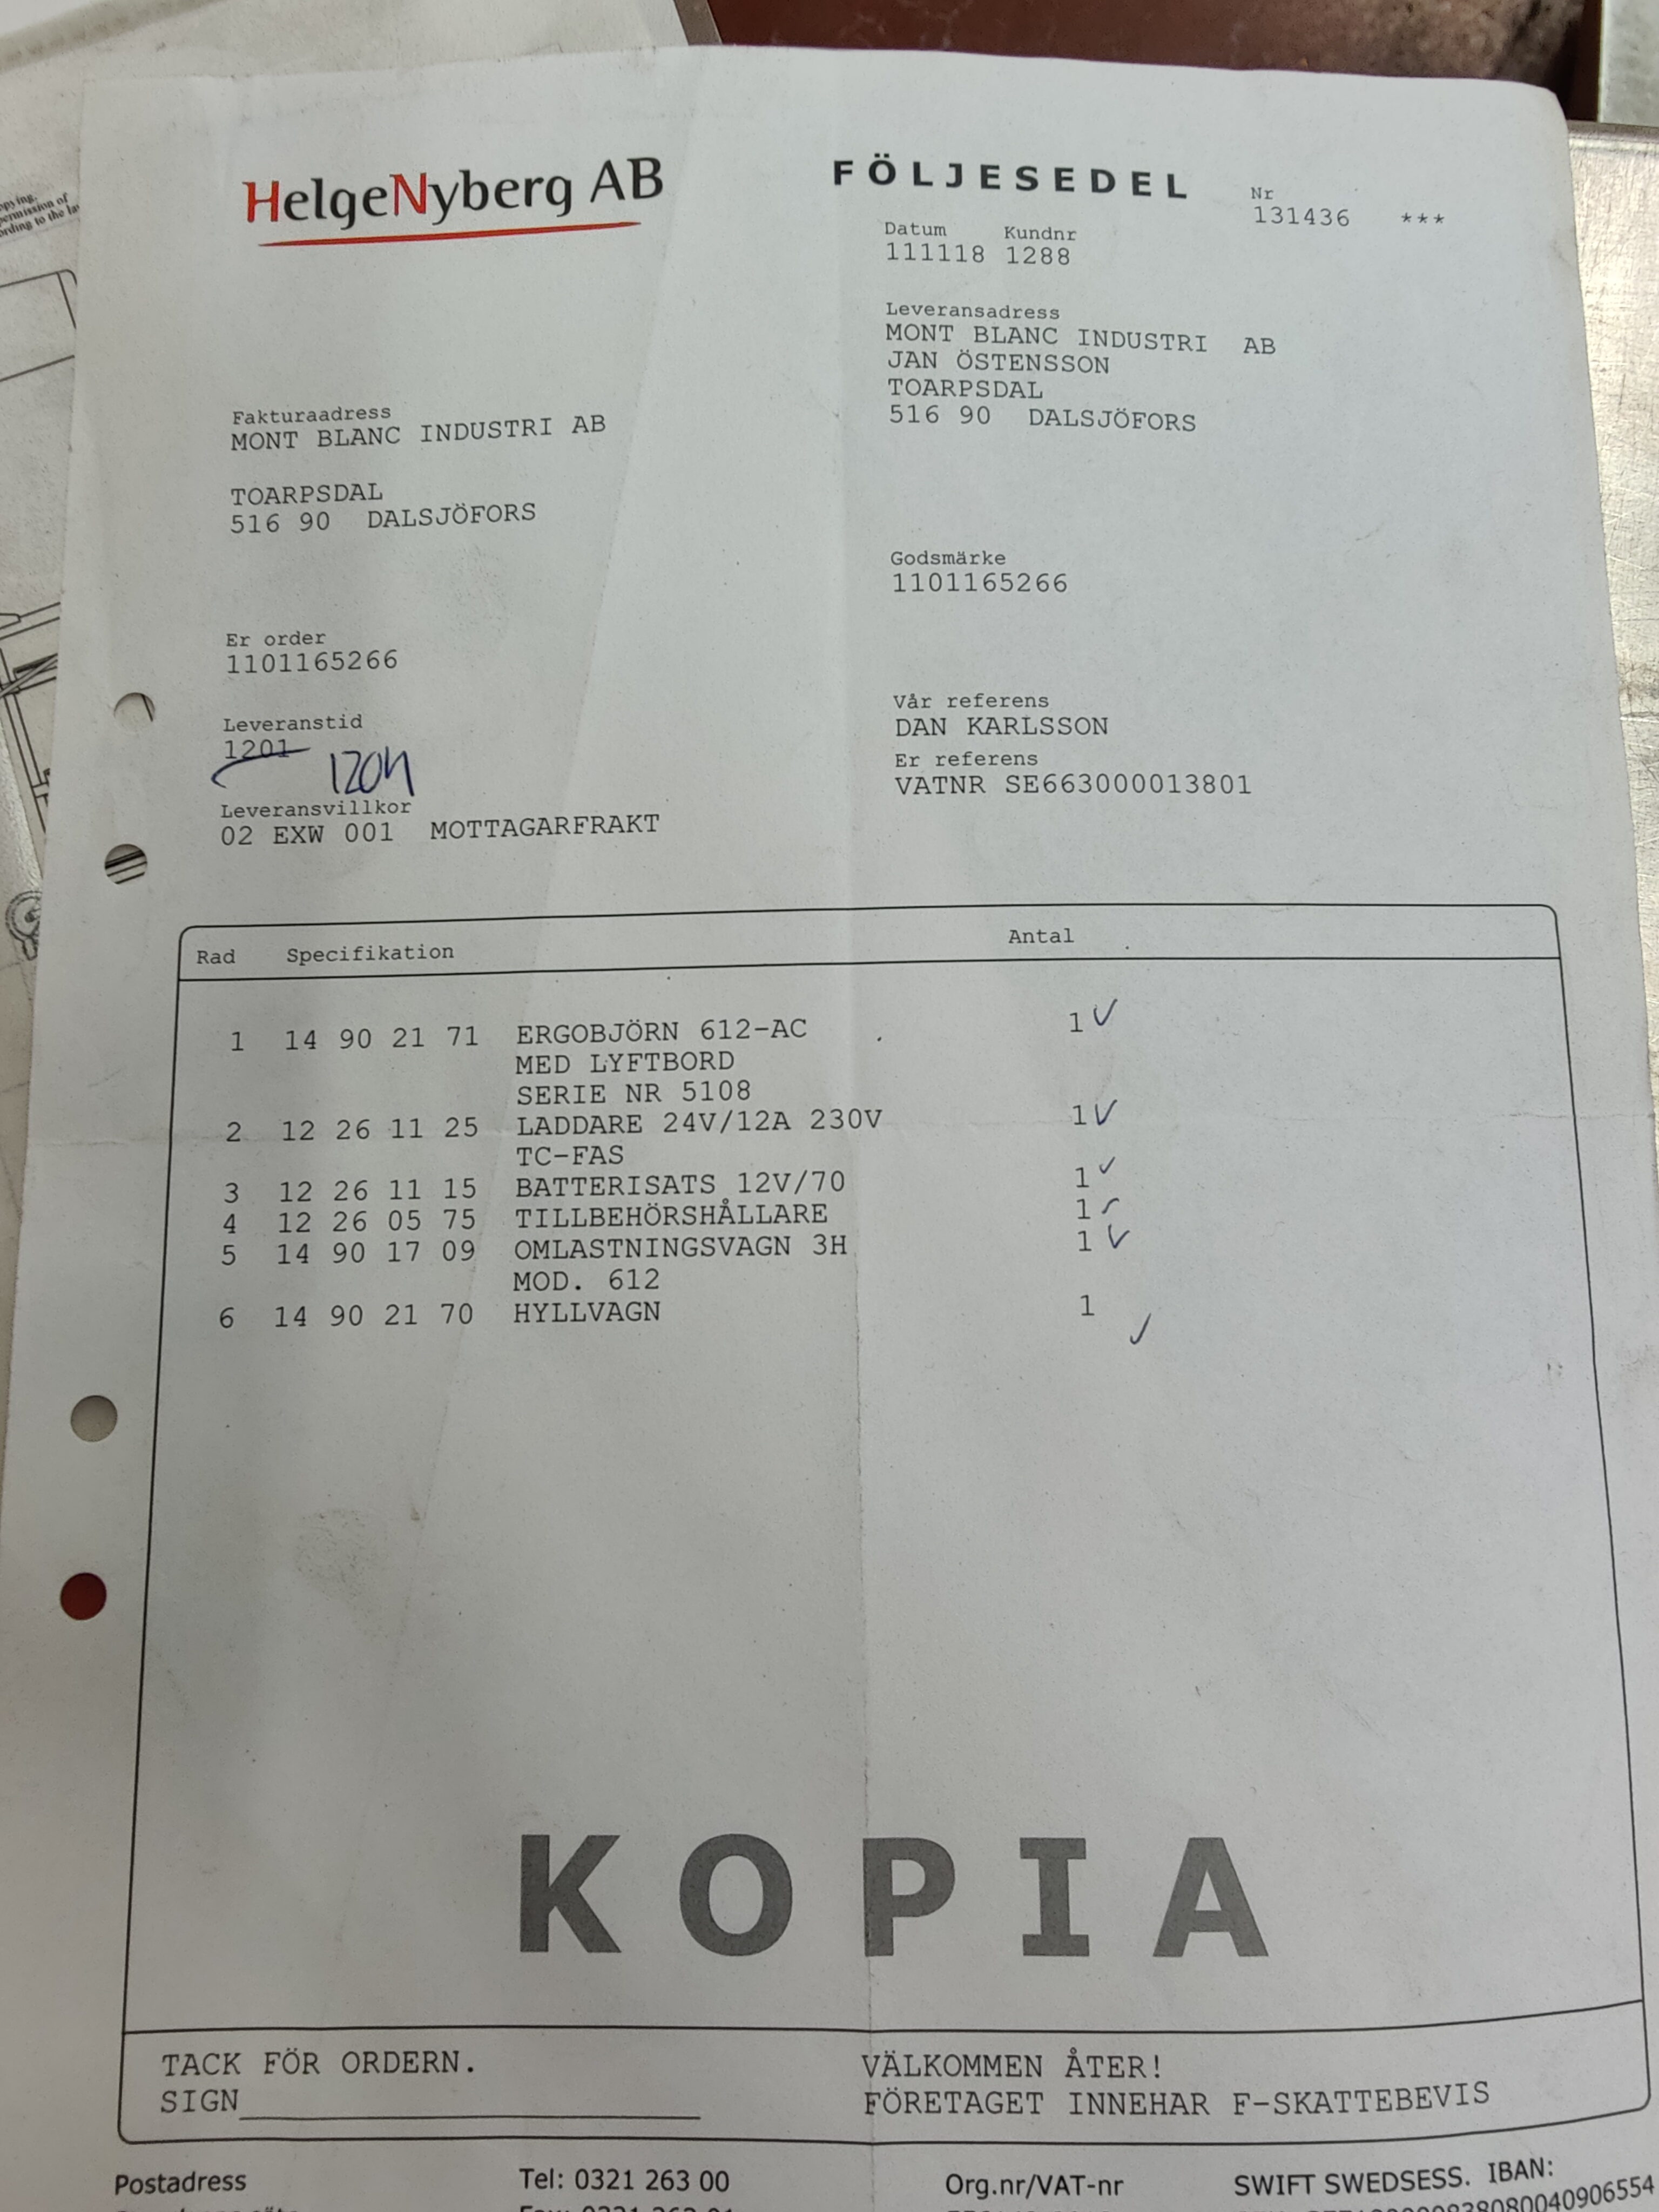 HelgeNyberg AB
FÖLJESEDEL
Nr
131436 ***
Datum Kundnr
111118 1288
Leveransadress
MONT BLANC INDUSTRI AB
JAN ÖSTENSSON
TOARPSDAL
516 90 DALSJÖFORS
Fakturaadress
MONT BLANC INDUSTRI AB
TOARPSDAL
516 90 DALSJÖFORS
Godsmärke
1101165266
Er order
1101165266
Vår referens
DAN KARLSSON
Er referens
VATNR SE663000013801
Leveranstid
1201
1204
Leveransvillkor
02 EXW 001 MOTTAGARFRAKT
Rad Specifikation Antal
1 14 90 21 71 ERGOBJÖRN 612-AC 1 ✓
MED LYFTBORD
SERIE NR 5108
2 12 26 11 25 LADDARE 24V/12A 230V 1 ✓
TC-FAS
3 12 26 11 15 BATTERISATS 12V/70 1 ✓
4 12 26 05 75 TILLBEHÖRSHÅLLARE 1 ✓
5 14 90 17 09 OMLASTNINGSVAGN 3H 1 ✓
MOD. 612
6 14 90 21 70 HYLLVAGN 1 ✓
KOPIA
TACK FÖR ORDERN.
SIGN
VÄLKOMMEN ÅTER!
FÖRETAGET INNEHAR F-SKATTEBEVIS
Postadress
Tel: 0321 263 00
Org.nr/VAT-nr
SWIFT SWEDSESS. IBAN: